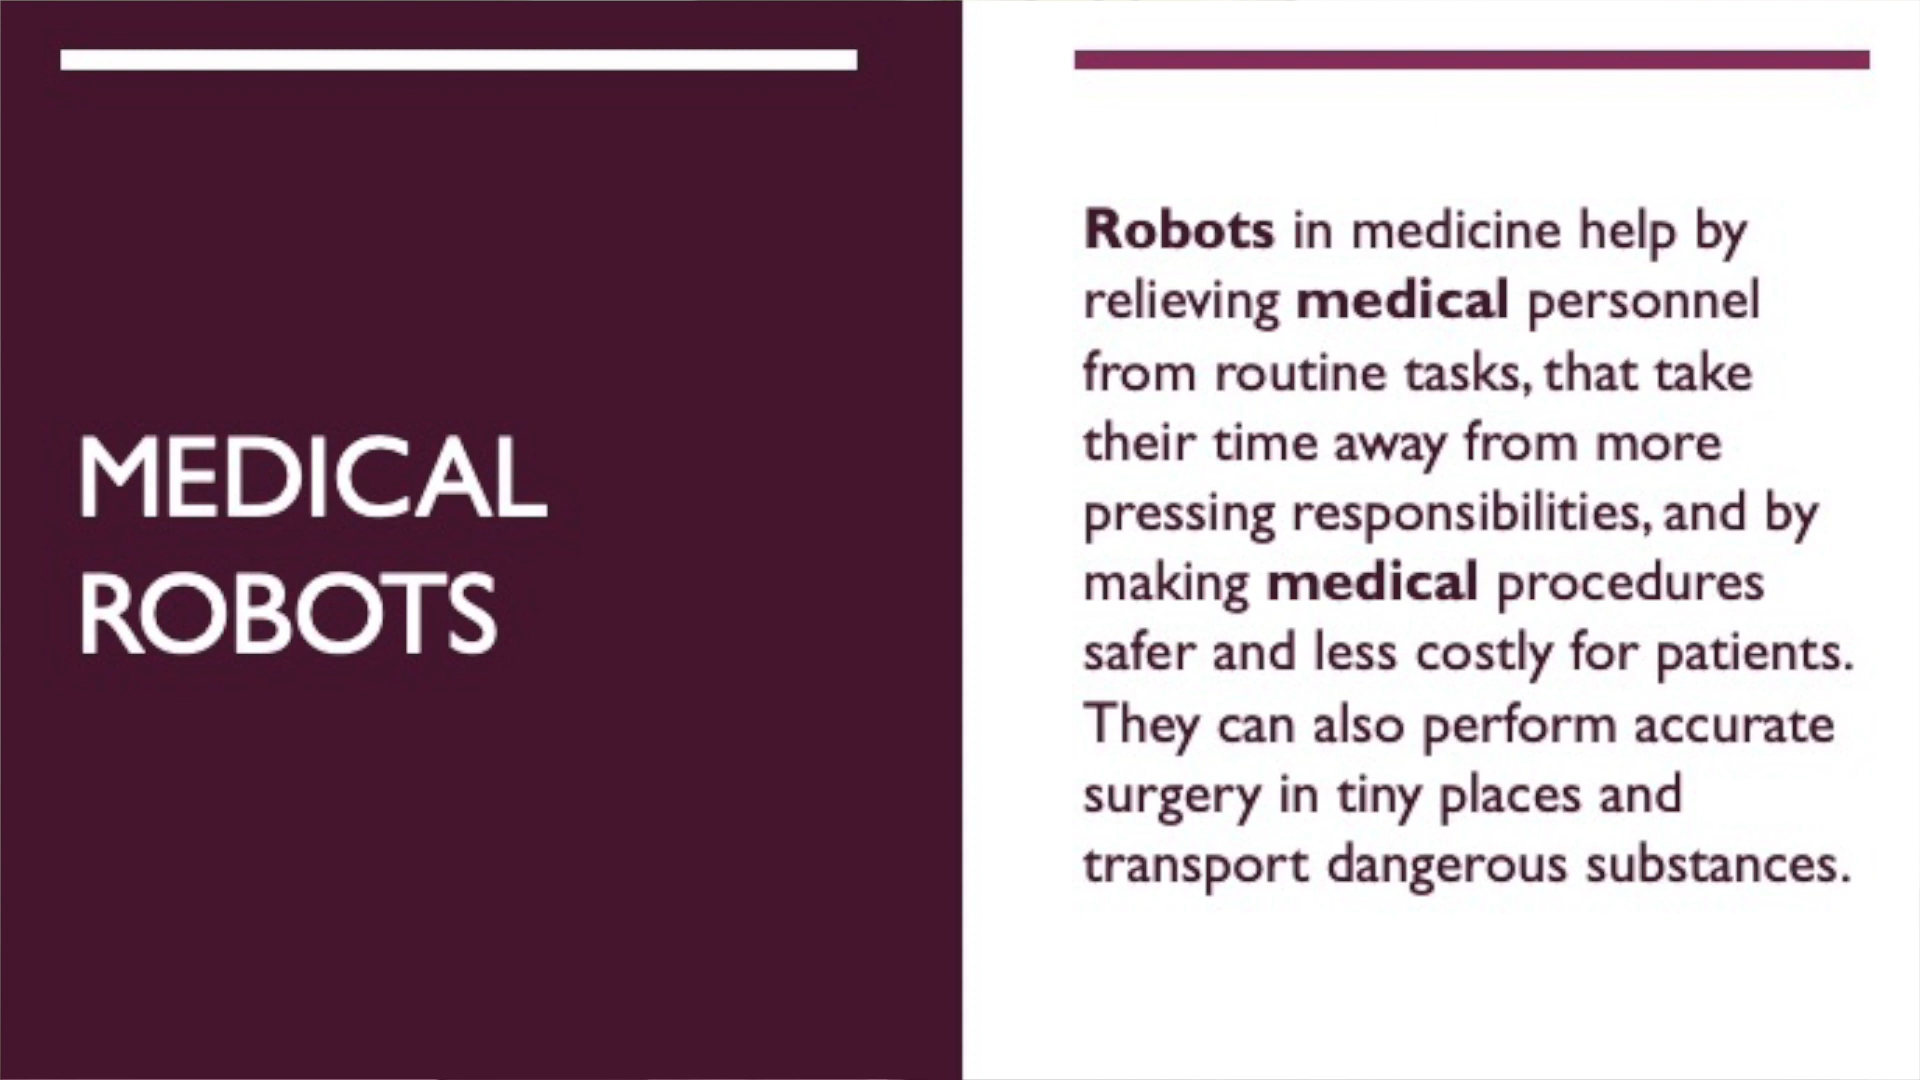 MEDICAL
ROBOTS
Robots in medicine help by
relieving medical personnel
from routine tasks, that take
their time away from more
pressing responsibilities, and by
making medical procedures
safer and less costly for patients.
They can also perform accurate
surgery in tiny places and
transport dangerous substances.